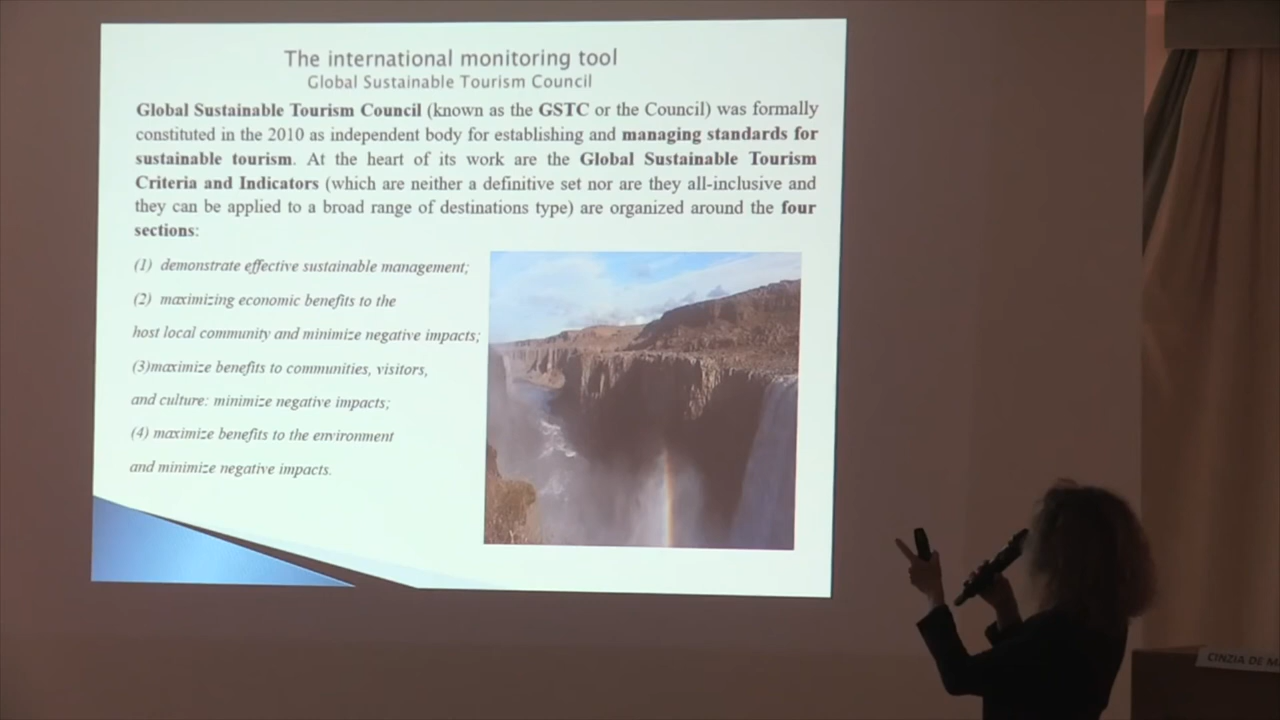 The international monitoring tool
Global Sustainable Tourism Council
Global Sustainable Tourism Council (known as the GSTC or the Council) was formally
constituted in the 2010 as independent body for establishing and managing standards for
sustainable tourism. At the heart of its work are the Global Sustainable Tourism
Criteria and Indicators (which are neither a definitive set nor are they all-inclusive and
they can be applied to a broad range of destinations type) are organized around the four
sections:
(1) demonstrate effective sustainable management;
(2) maximizing economic benefits to the
host local community and minimize negative impacts;
(3)maximize benefits to communities, visitors,
and culture: minimize negative impacts;
(4) maximize benefits to the environment
and minimize negative impacts.
CINZIA DE M